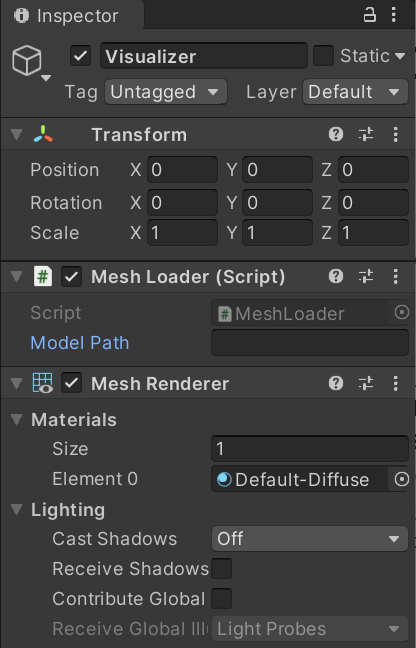 Inspector
Visualizer Static
Tag Untagged Layer Default
Transform
Position X 0 Y 0 Z 0
Rotation X 0 Y 0 Z 0
Scale X 1 Y 1 Z 1
# Mesh Loader (Script)
Script # MeshLoader
Model Path
Mesh Renderer
Materials
Size 1
Element 0 Default-Diffuse
Lighting
Cast Shadows Off
Receive Shadows
Contribute Global
Receive Global Illu Light Probes